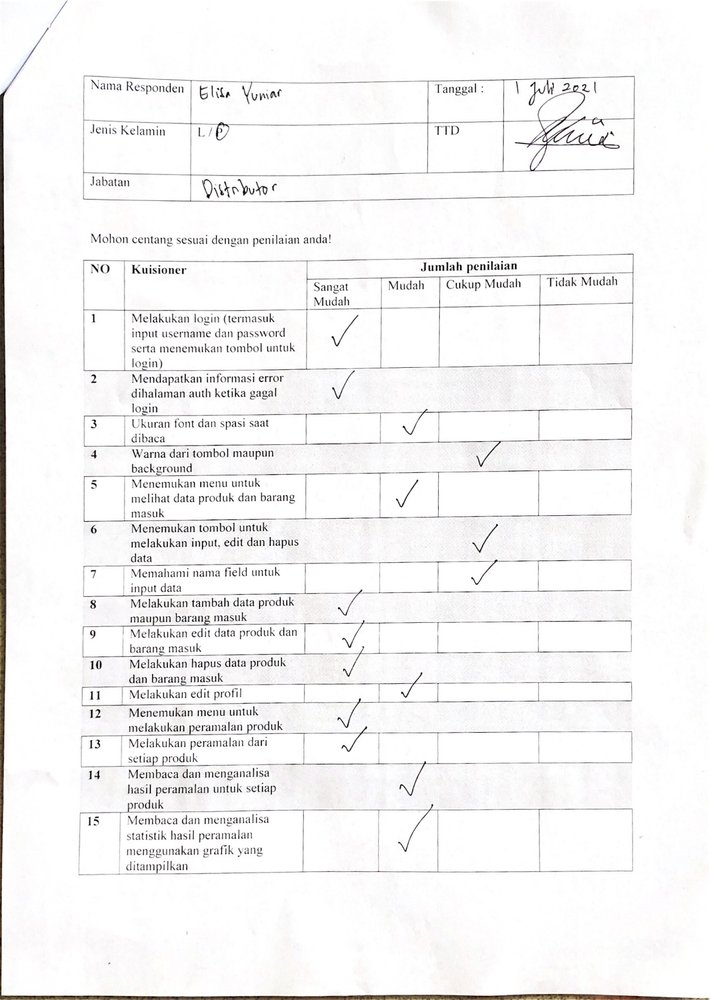 Nama Responden Elisa Yuniar Tanggal : 1 Juli 2021
Jenis Kelamin L / P TTD
Jabatan Distributor
Mohon centang sesuai dengan penilaian anda!
NO Kuisioner Jumlah penilaian
Sangat Mudah Cukup Mudah Tidak Mudah
Mudah
1 Melakukan login (termasuk
input username dan password
serta menemukan tombol untuk
login)
✓
2 Mendapatkan informasi error
dihalaman auth ketika gagal
login
✓
3 Ukuran font dan spasi saat
dibaca
✓
4 Warna dari tombol maupun
background
✓
5 Menemukan menu untuk
melihat data produk dan barang
masuk
✓
6 Menemukan tombol untuk
melakukan input, edit dan hapus
data
✓
7 Memahami nama field untuk
input data
✓
8 Melakukan tambah data produk
maupun barang masuk
✓
9 Melakukan edit data produk dan
barang masuk
✓
10 Melakukan hapus data produk
dan barang masuk
✓
11 Melakukan edit profil
✓
12 Menemukan menu untuk
melakukan peramalan produk
✓
13 Melakukan peramalan dari
setiap produk
✓
14 Membaca dan menganalisa
hasil peramalan untuk setiap
produk
✓
15 Membaca dan menganalisa
statistik hasil peramalan
menggunakan grafik yang
ditampilkan
✓